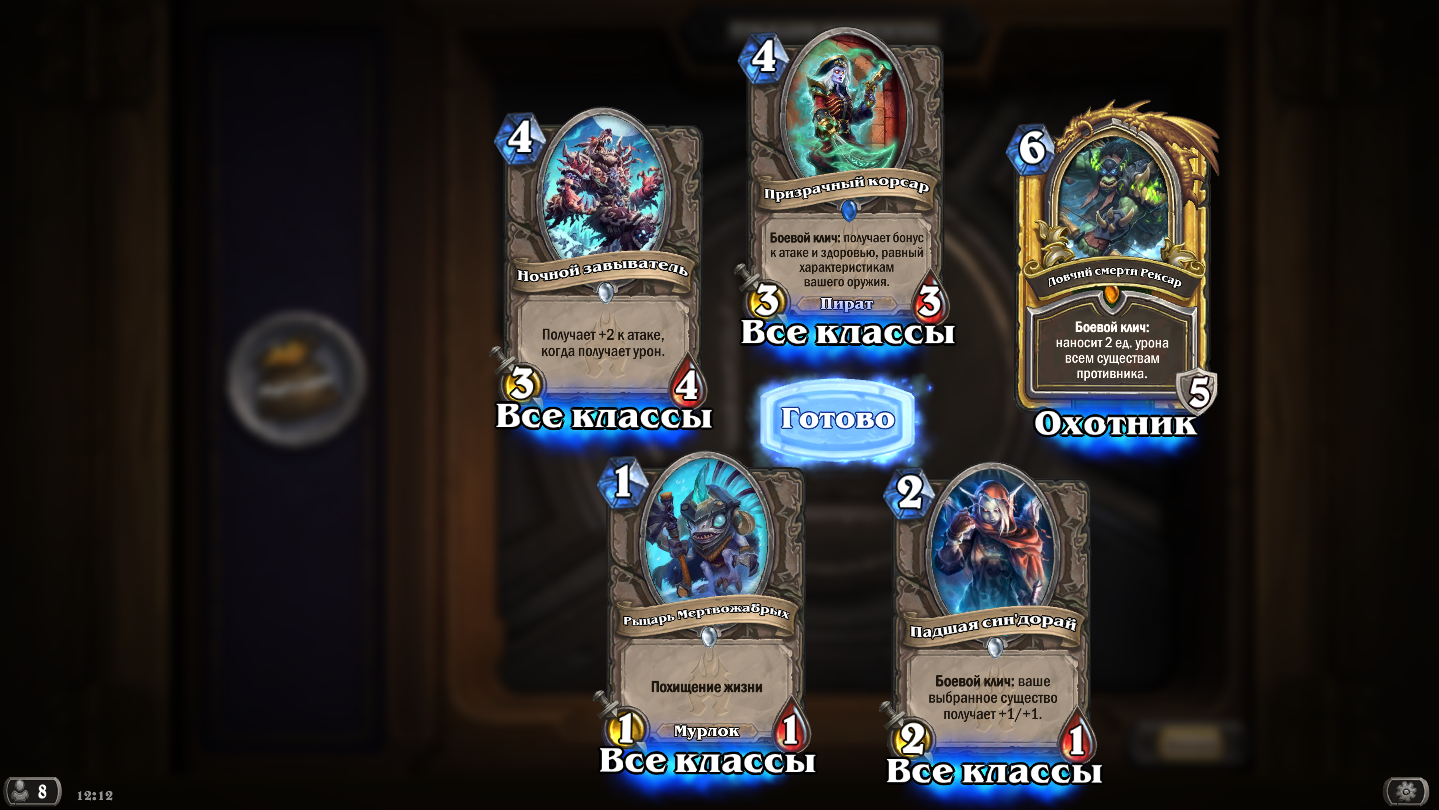 4
Ночной завыватель
Получает +2 к атаке,
когда получает урон.
3
4
Все классы
4
Призрачный корсар
Боевой клич: получает бонус
к атаке и здоровью, равный
характеристикам
вашего оружия.
3
Пират
3
Все классы
6
Ловчий смерти Рексар
Боевой клич:
наносит 2 ед. урона
всем существам
противника.
5
Охотник
Готово
1
Рыцарь Мертвожабрых
Похищение жизни
1
Мурлок
1
Все классы
2
Падшая син'дорай
Боевой клич: ваше
выбранное существо
получает +1/+1.
2
1
Все классы
8
12:12